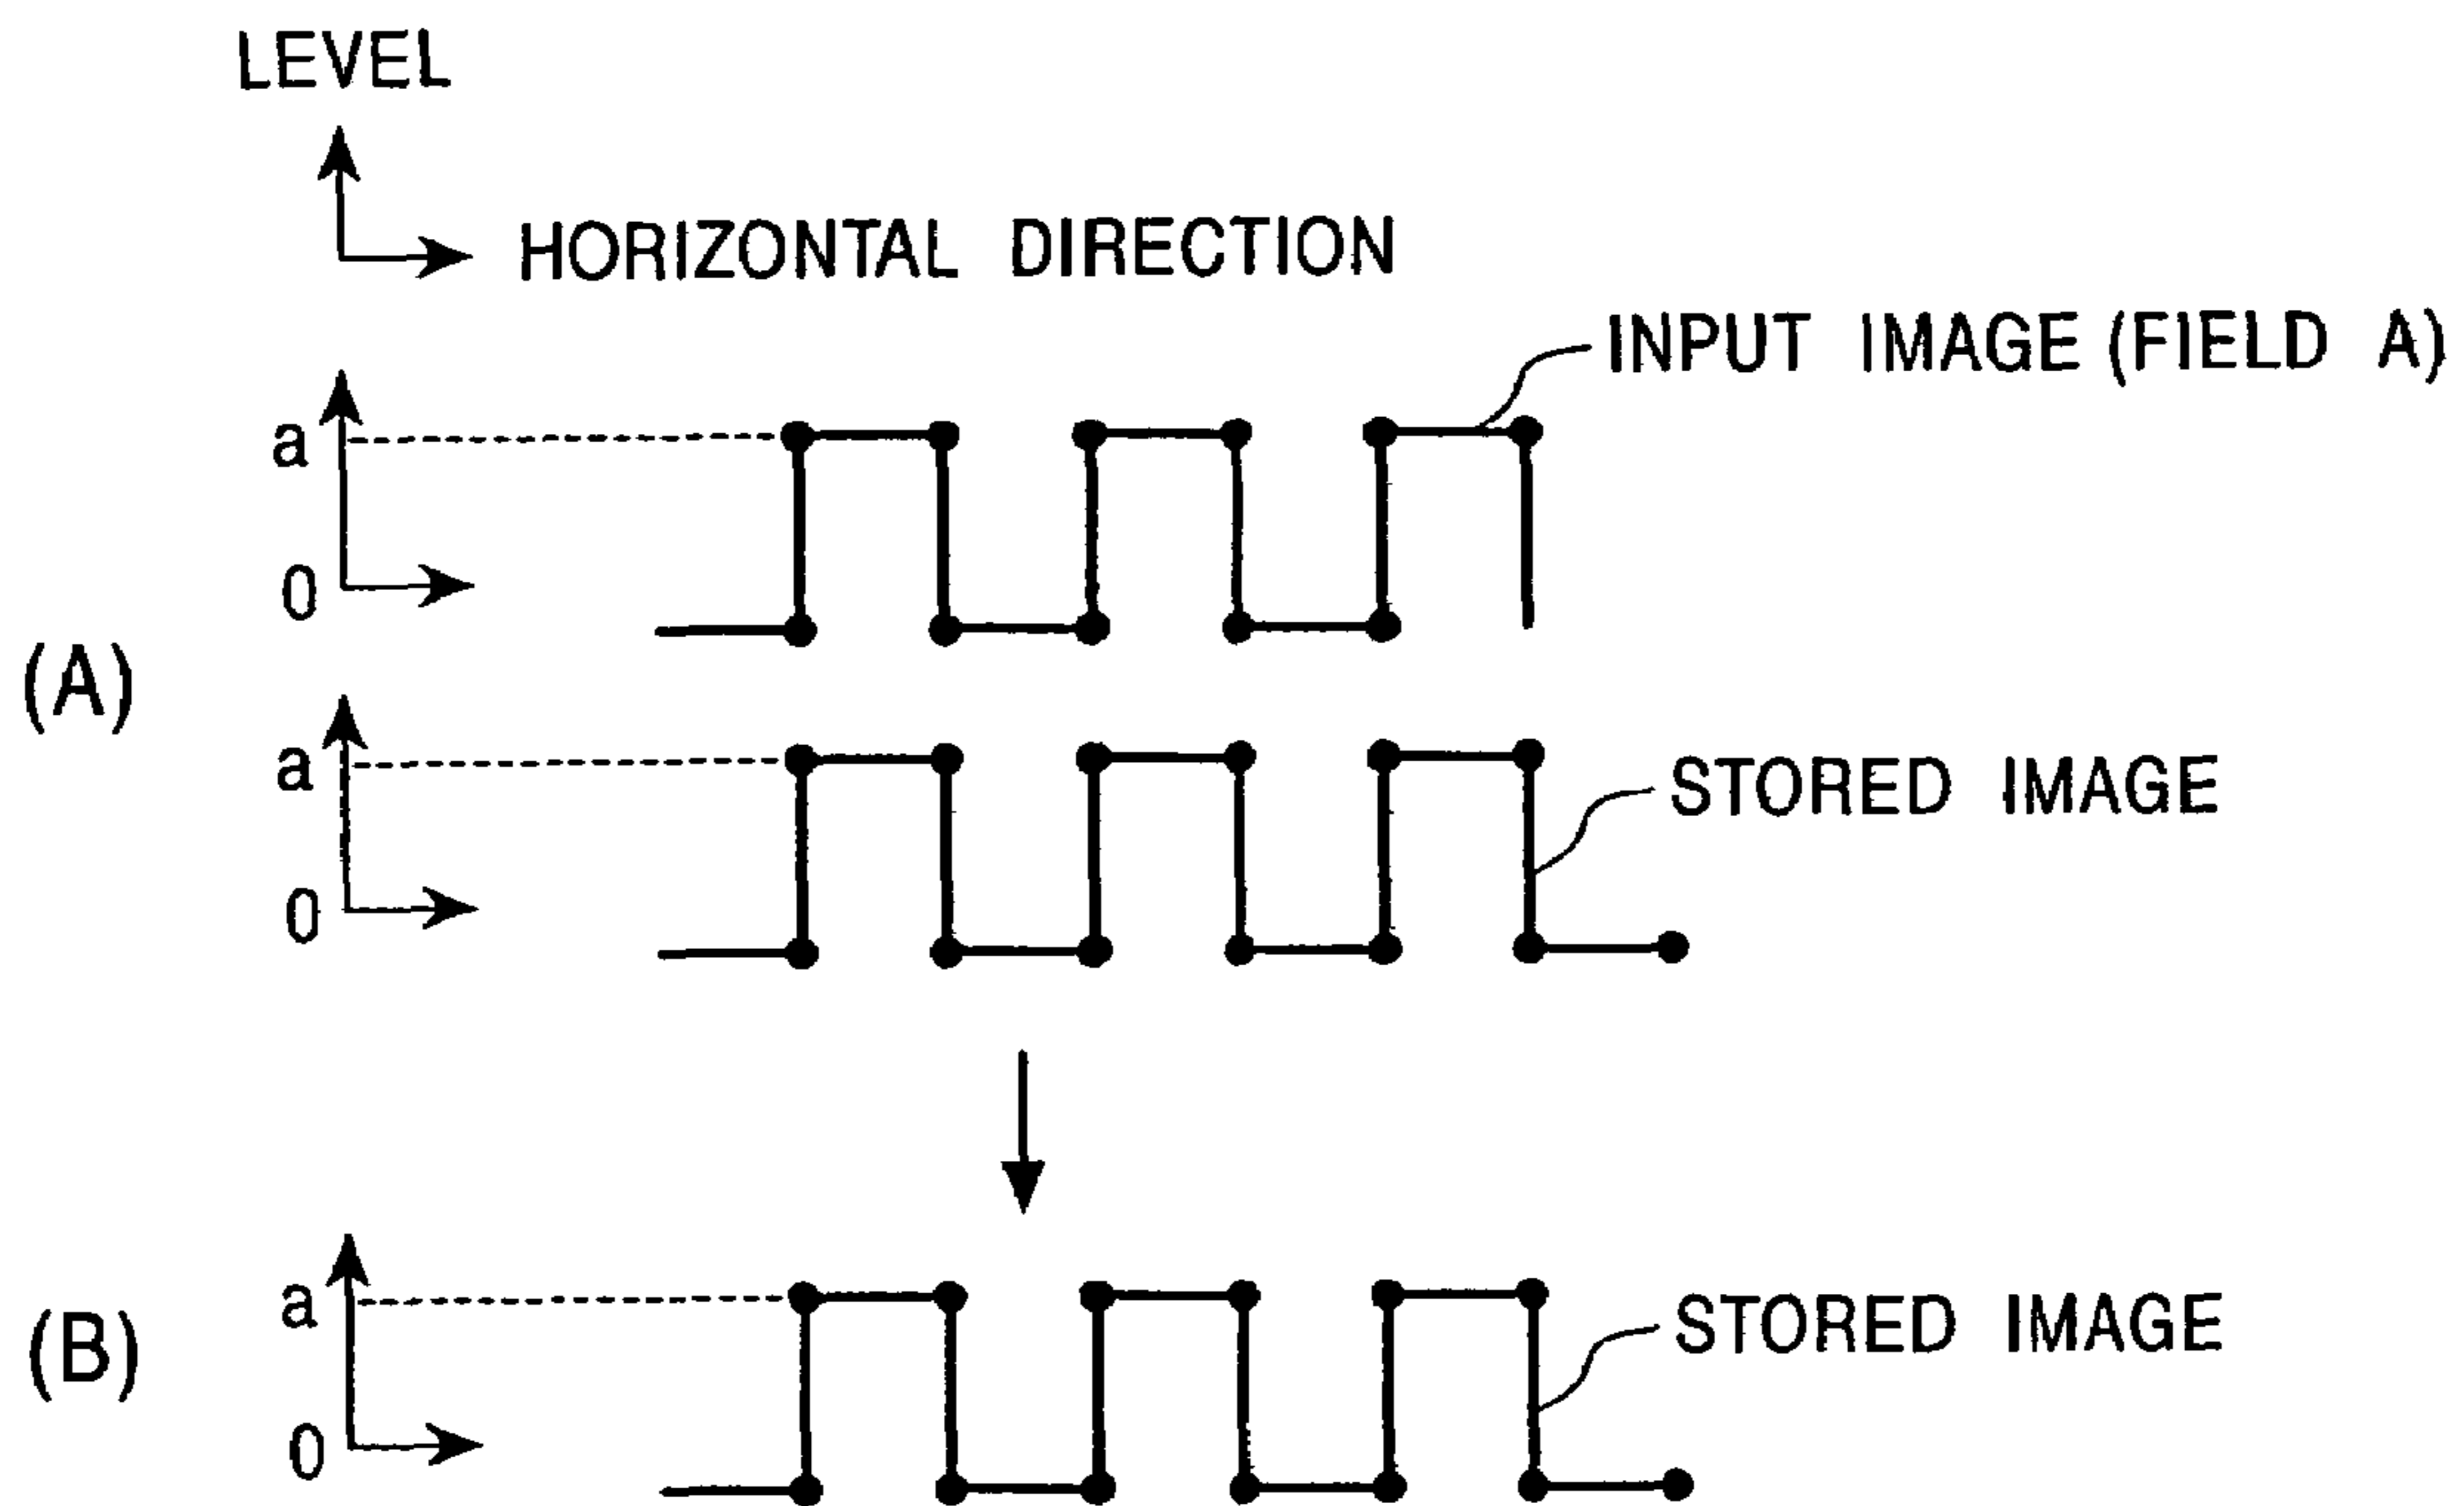 LEVEL
HORIZONTAL DIRECTION
INPUT IMAGE (FIELD A)
a
0
(A)
a
STORED IMAGE
0
a
STORED IMAGE
(B)
0